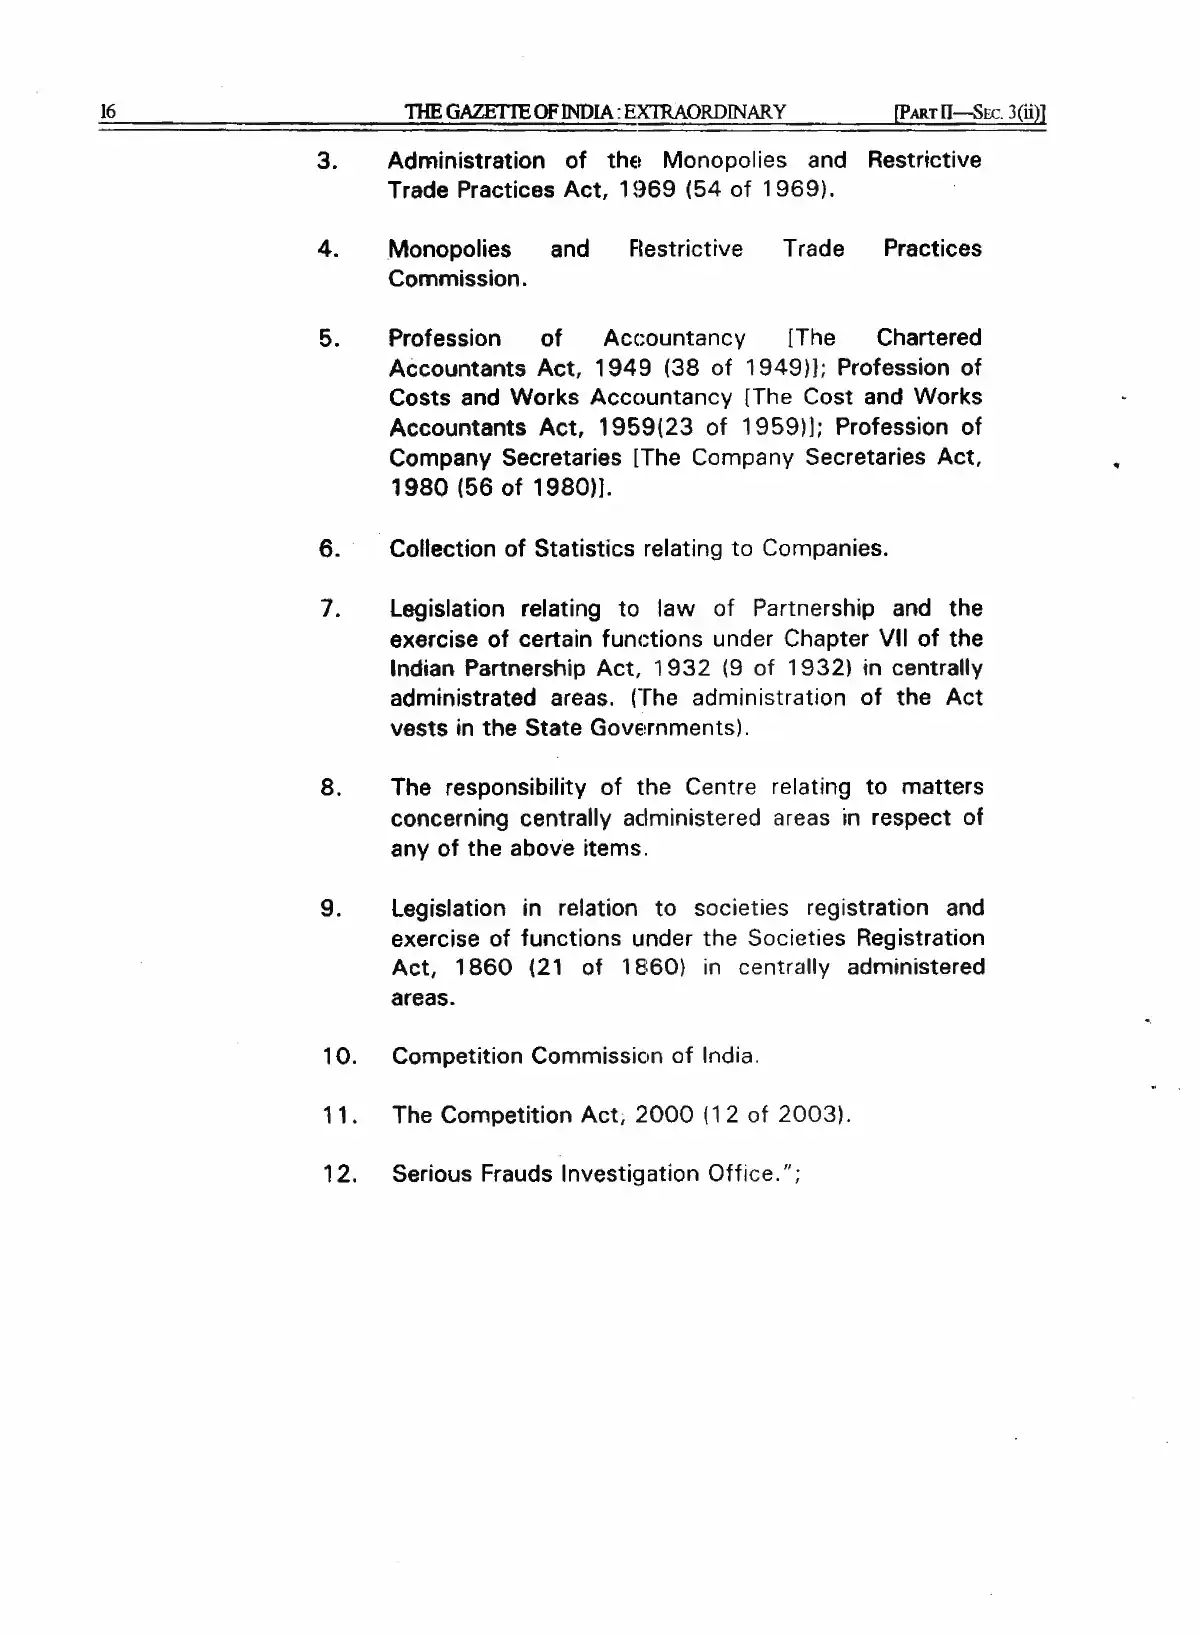 16 THE GAZETTE OF INDIA : EXTRAORDINARY [PART II—SEC. 3(ii)]
3. Administration of the Monopolies and Restrictive
Trade Practices Act, 1969 (54 of 1969).
4. Monopolies and Restrictive Trade Practices
Commission.
5. Profession of Accountancy [The Chartered
Accountants Act, 1949 (38 of 1949)]; Profession of
Costs and Works Accountancy [The Cost and Works
Accountants Act, 1959(23 of 1959)]; Profession of
Company Secretaries [The Company Secretaries Act,
1980 (56 of 1980)].
6. Collection of Statistics relating to Companies.
7. Legislation relating to law of Partnership and the
exercise of certain functions under Chapter VII of the
Indian Partnership Act, 1932 (9 of 1932) in centrally
administrated areas. (The administration of the Act
vests in the State Governments).
8. The responsibility of the Centre relating to matters
concerning centrally administered areas in respect of
any of the above items.
9. Legislation in relation to societies registration and
exercise of functions under the Societies Registration
Act, 1860 (21 of 1860) in centrally administered
areas.
10. Competition Commission of India.
11. The Competition Act, 2000 (12 of 2003).
12. Serious Frauds Investigation Office.";